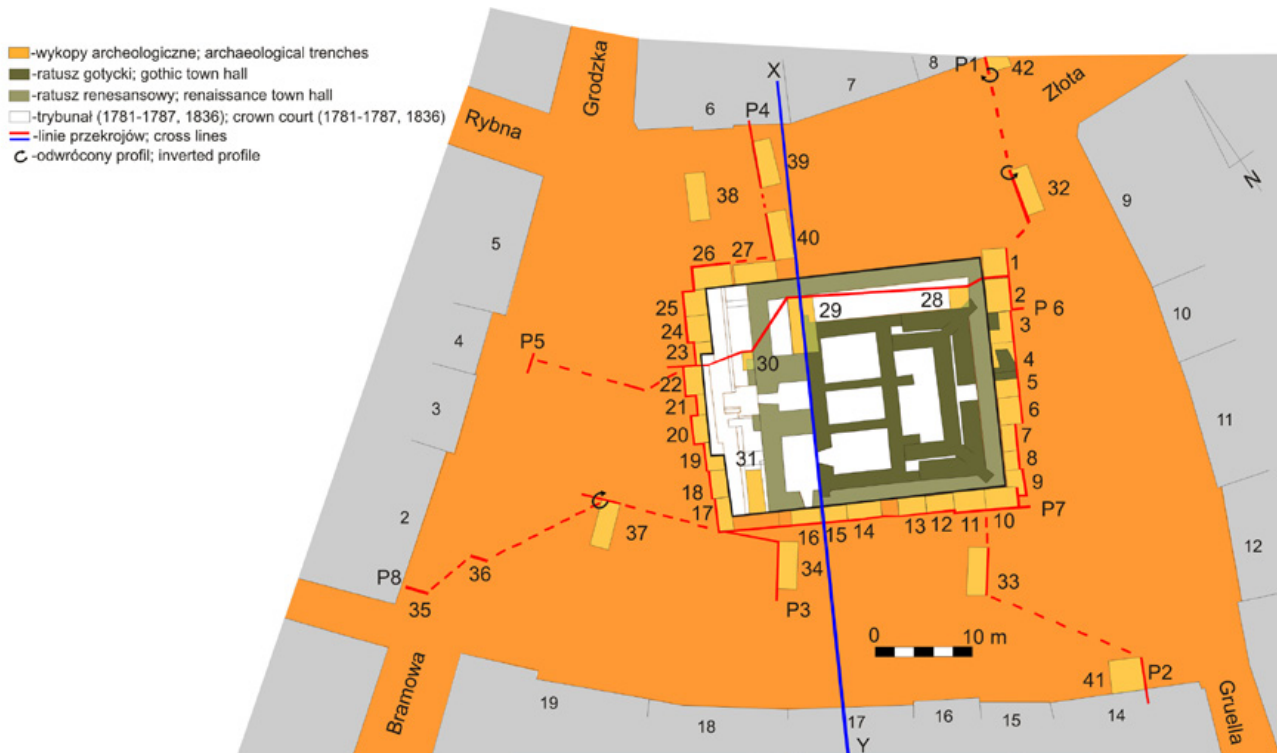 -wykopy archeologiczne; archaeological trenches
-ratusz gotycki; gothic town hall
-ratusz renesansowy; renaissance town hall
-trybunał (1781-1787, 1836); crown court (1781-1787, 1836)
-linie przekrojów; cross lines
-odwrócony profil; inverted profile
Grodzka
Rybna
X
P4
6
7
8
P1
42
Złota
39
38
32
N
9
5
40
26
27
1
25
2
P 6
28
29
3
10
24
4
P5
23
30
4
22
5
3
21
6
20
7
11
19
31
8
18
9
17
16
15
14
13
12
11
10
P7
2
37
12
36
34
33
P8
35
P3
0
10 m
Bramowa
41
P2
Gruella
19
18
17
16
15
14
Y